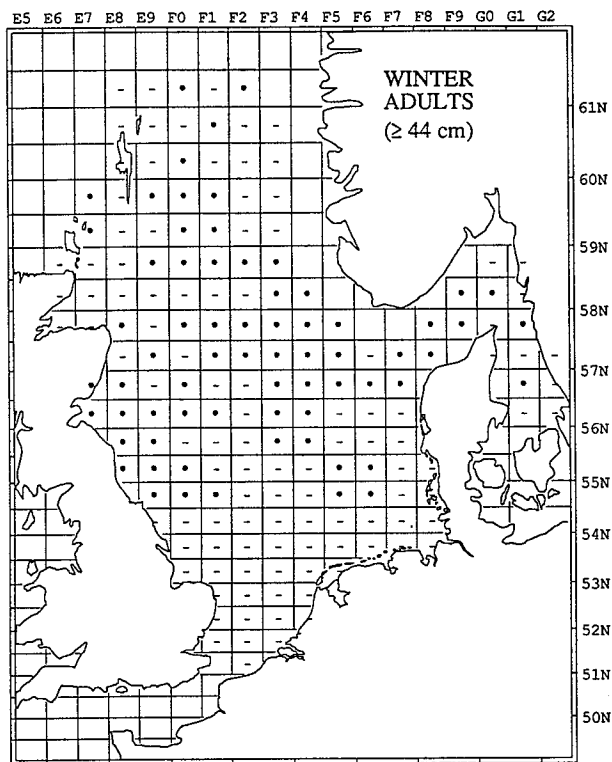 E5 E6 E7 E8 E9 F0 F1 F2 F3 F4 F5 F6 F7 F8 F9 G0 G1 G2
WINTER
ADULTS
(≥ 44 cm)
61N
60N
59N
58N
57N
56N
55N
54N
53N
52N
51N
50N